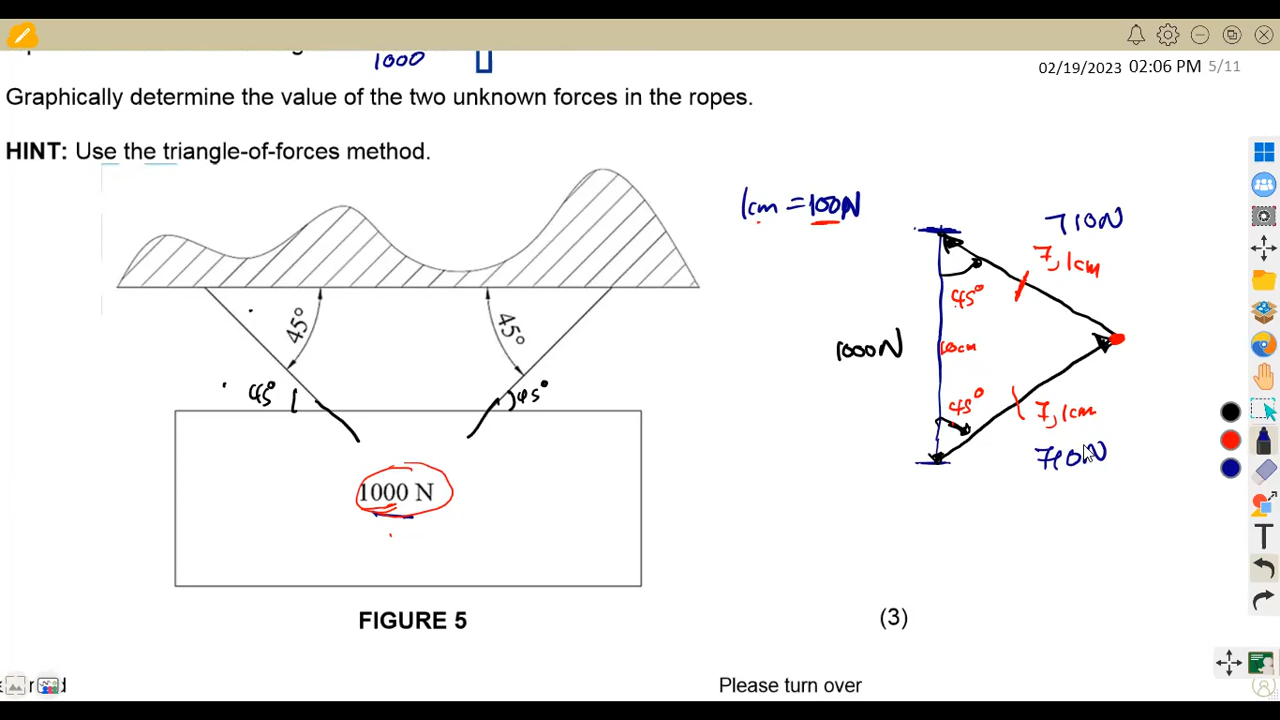 02/19/2023 02:06 PM 5/11
1000
Graphically determine the value of the two unknown forces in the ropes.
HINT: Use the triangle-of-forces method.
1cm = 100N
710N
7,1cm
45°
45°
45°
1000N
10cm
45°
45°
45°
7,1cm
710N
1000 N
FIGURE 5
(3)
Please turn over
T